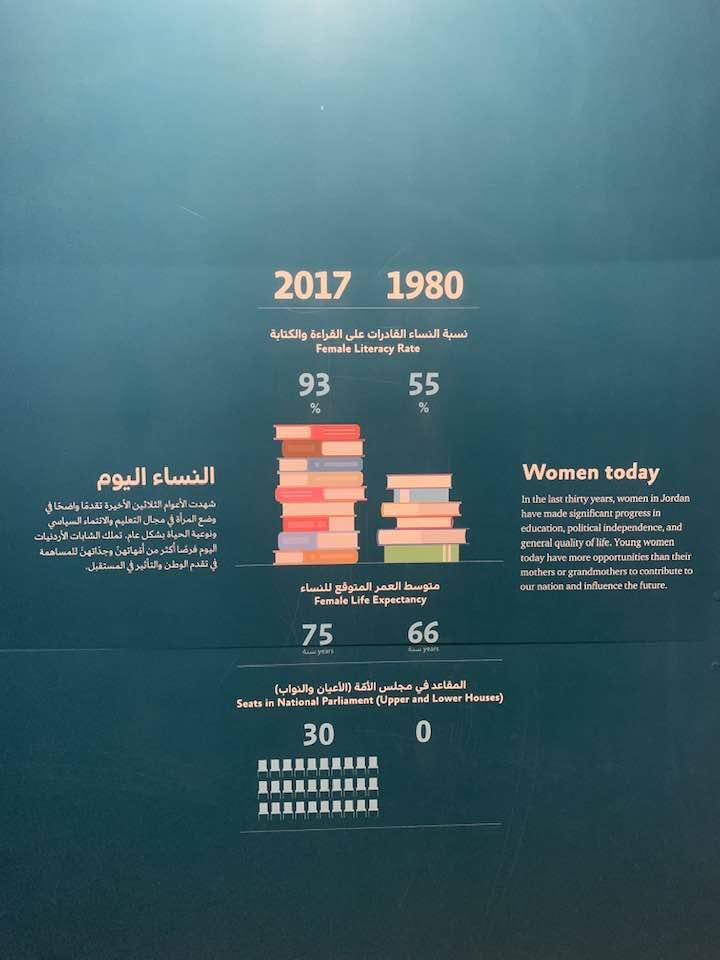 2017 1980
نسبة النساء القادرات على القراءة والكتابة
Female Literacy Rate
93 55
% %
النساء اليوم
شهدت الأعوام الثلاثين الأخيرة تقدمًا واضحًا في
وضع المرأة في مجال التعليم والانتماء السياسي
ونوعية الحياة بشكل عام. تملك الشابات الأردنيات
اليوم فرصًا أكثر من أمهاتهنّ وجدّاتهنّ للمساهمة
في تقدم الوطن والتأثير في المستقبل.
Women today
In the last thirty years, women in Jordan
have made significant progress in
education, political independence, and
general quality of life. Young women
today have more opportunities than their
mothers or grandmothers to contribute to
our nation and influence the future.
متوسط العمر المتوقع للنساء
Female Life Expectancy
75 66
سنة years سنة years
المقاعد في مجلس الأمّة (الأعيان والنواب)
Seats in National Parliament (Upper and Lower Houses)
30 0